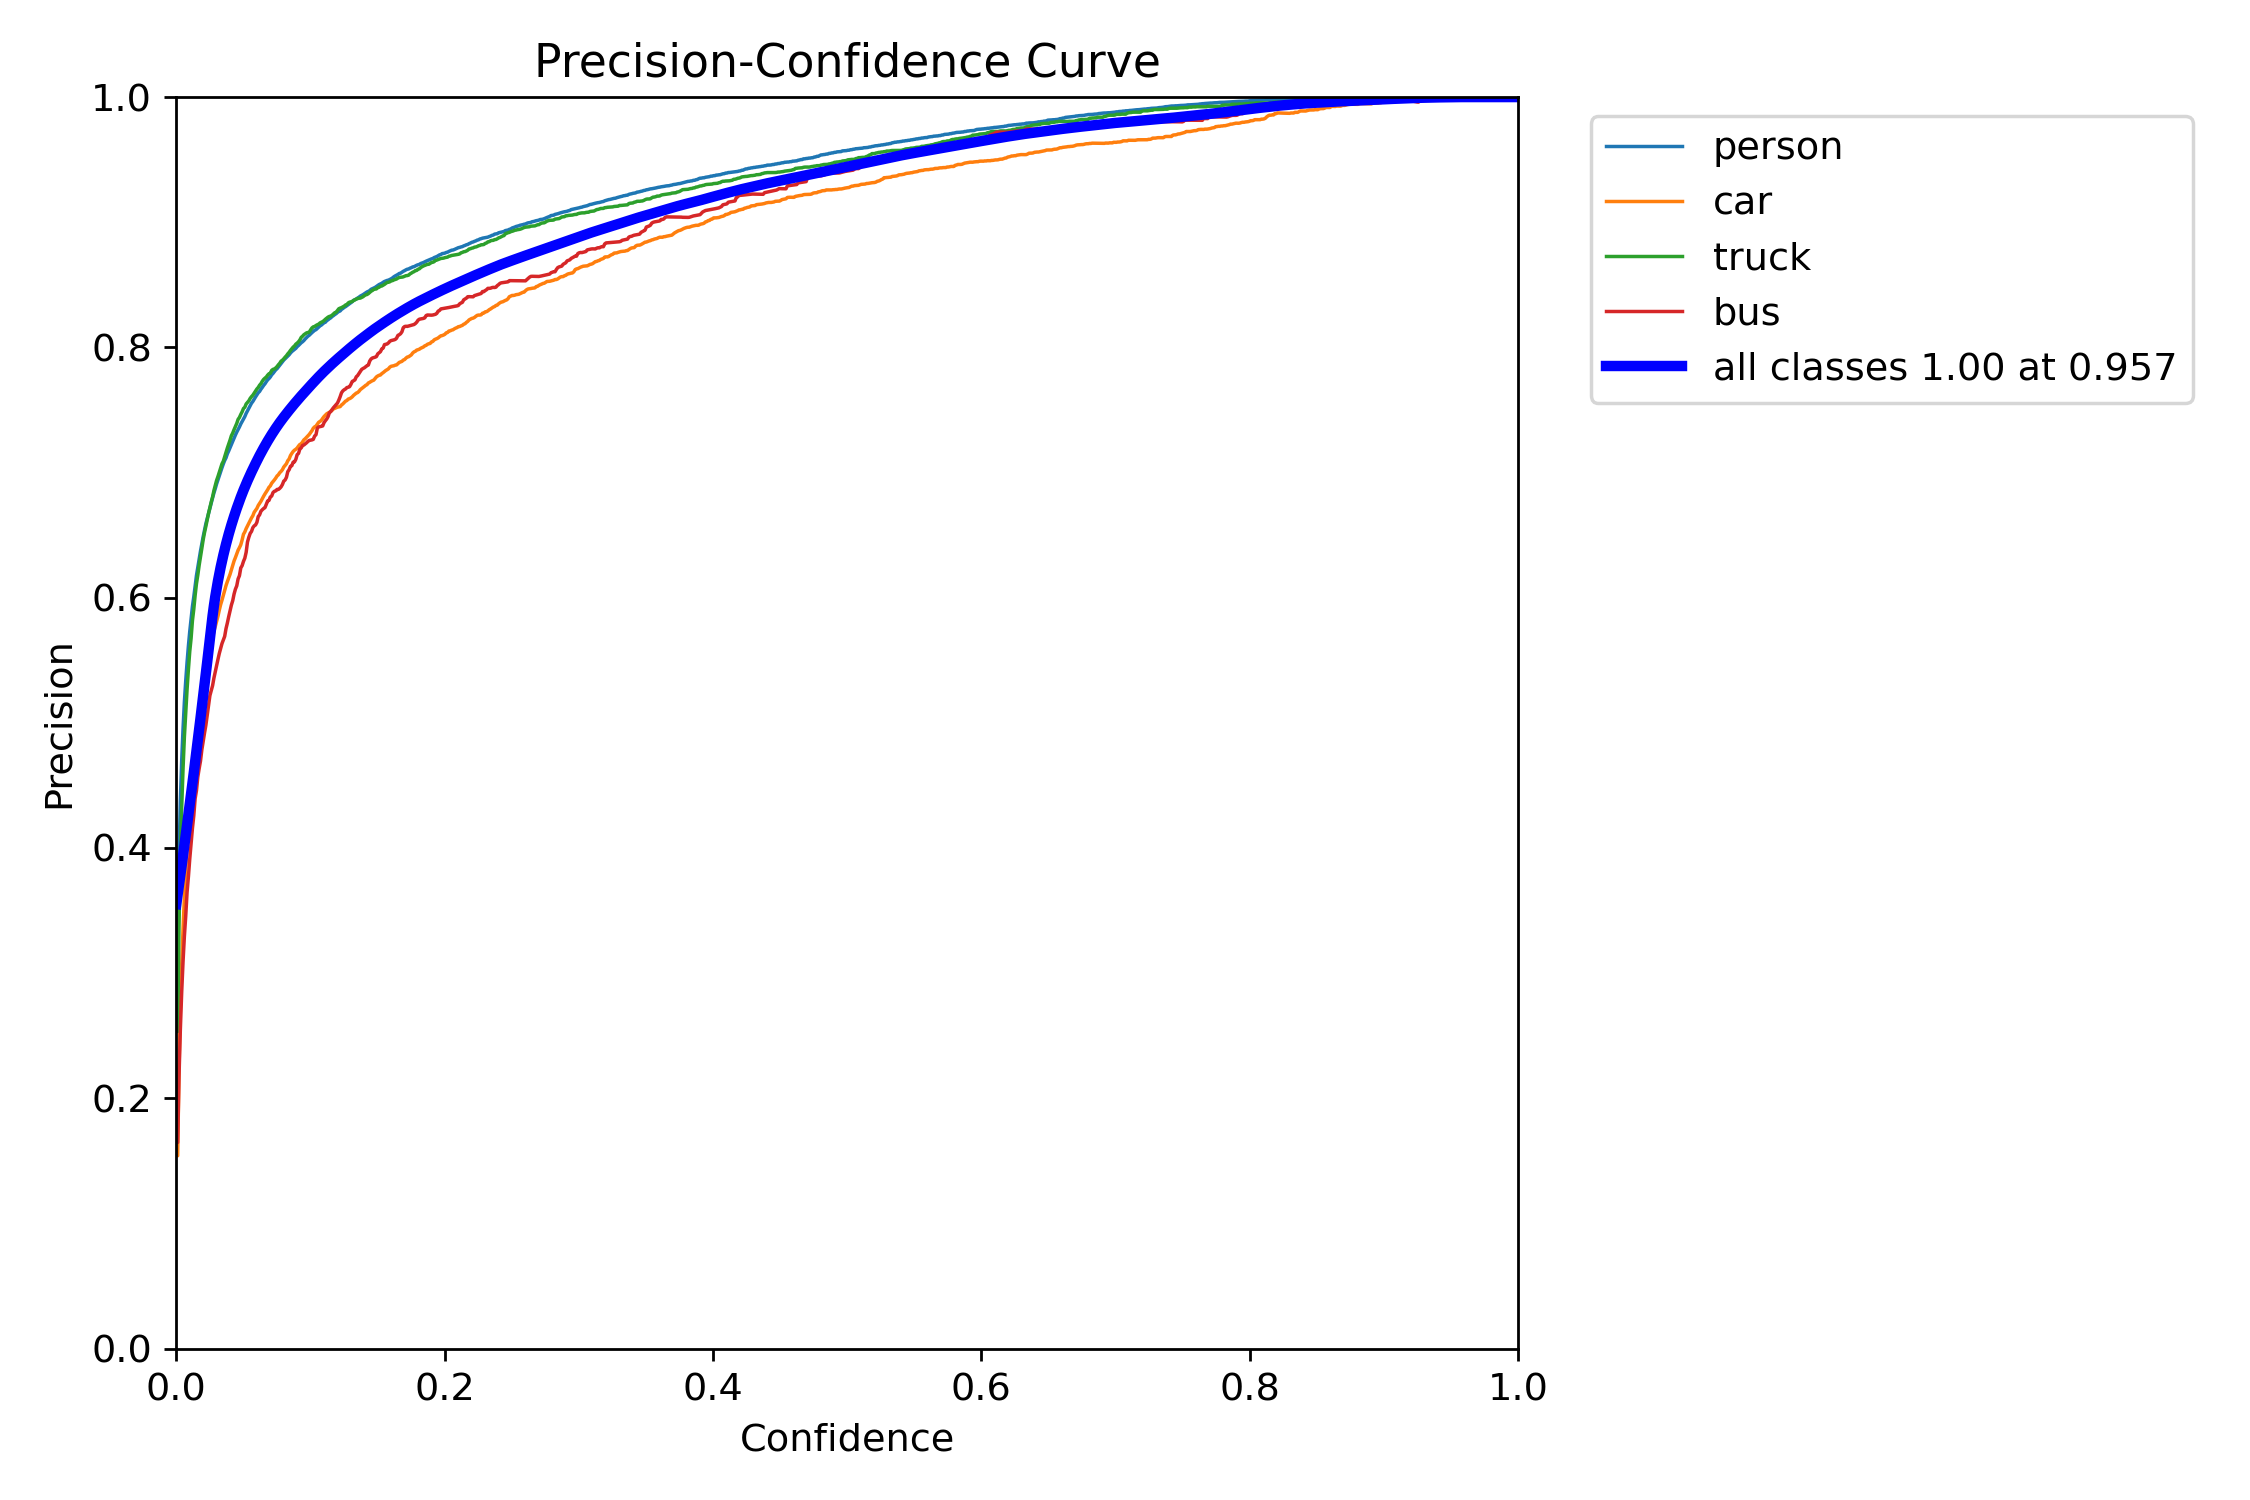 Precision-Confidence Curve
1.0
0.8
0.6
0.4
0.2
0.0
Precision
0.0 0.2 0.4 0.6 0.8 1.0
Confidence
person
car
truck
bus
all classes 1.00 at 0.957